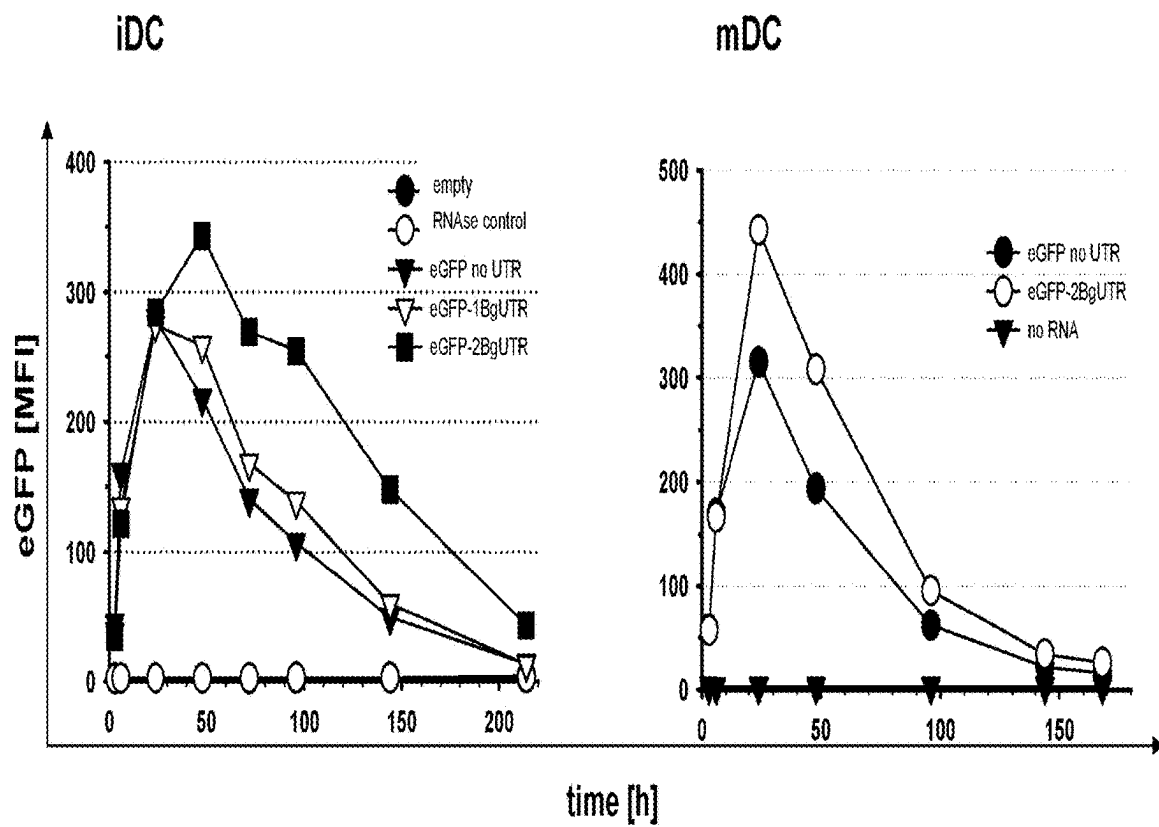 iDC
mDC
eGFP [MFI]
400
300
200
100
0
0
50
100
150
200
empty
RNAse control
eGFP no UTR
eGFP-1BgUTR
eGFP-2BgUTR
500
400
300
200
100
0
0
50
100
150
eGFP no UTR
eGFP-2BgUTR
no RNA
time [h]